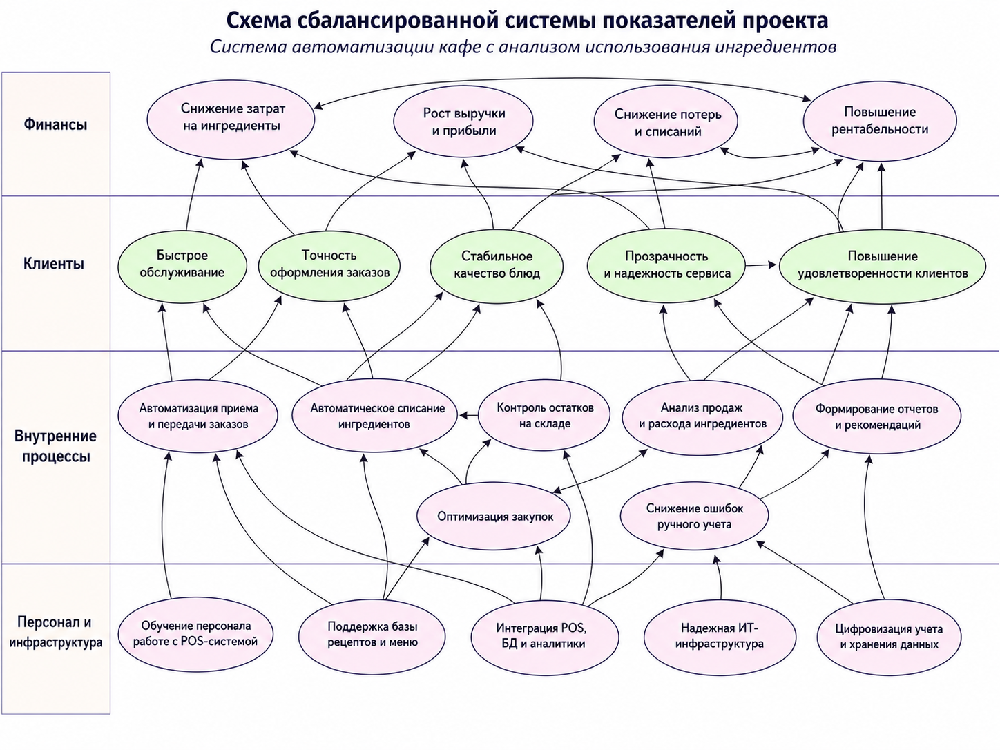 Схема сбалансированной системы показателей проекта
Система автоматизации кафе с анализом использования ингредиентов
Финансы
Снижение затрат
на ингредиенты
Рост выручки
и прибыли
Снижение потерь
и списаний
Повышение
рентабельности
Клиенты
Быстрое
обслуживание
Точность
оформления заказов
Стабильное
качество блюд
Прозрачность
и надежность сервиса
Повышение
удовлетворенности клиентов
Внутренние
процессы
Автоматизация приема
и передачи заказов
Автоматическое списание
ингредиентов
Контроль остатков
на складе
Анализ продаж
и расхода ингредиентов
Формирование отчетов
и рекомендаций
Оптимизация закупок
Снижение ошибок
ручного учета
Персонал и
инфраструктура
Обучение персонала
работе с POS-системой
Поддержка базы
рецептов и меню
Интеграция POS,
БД и аналитики
Надежная ИТ-
инфраструктура
Цифровизация учета
и хранения данных